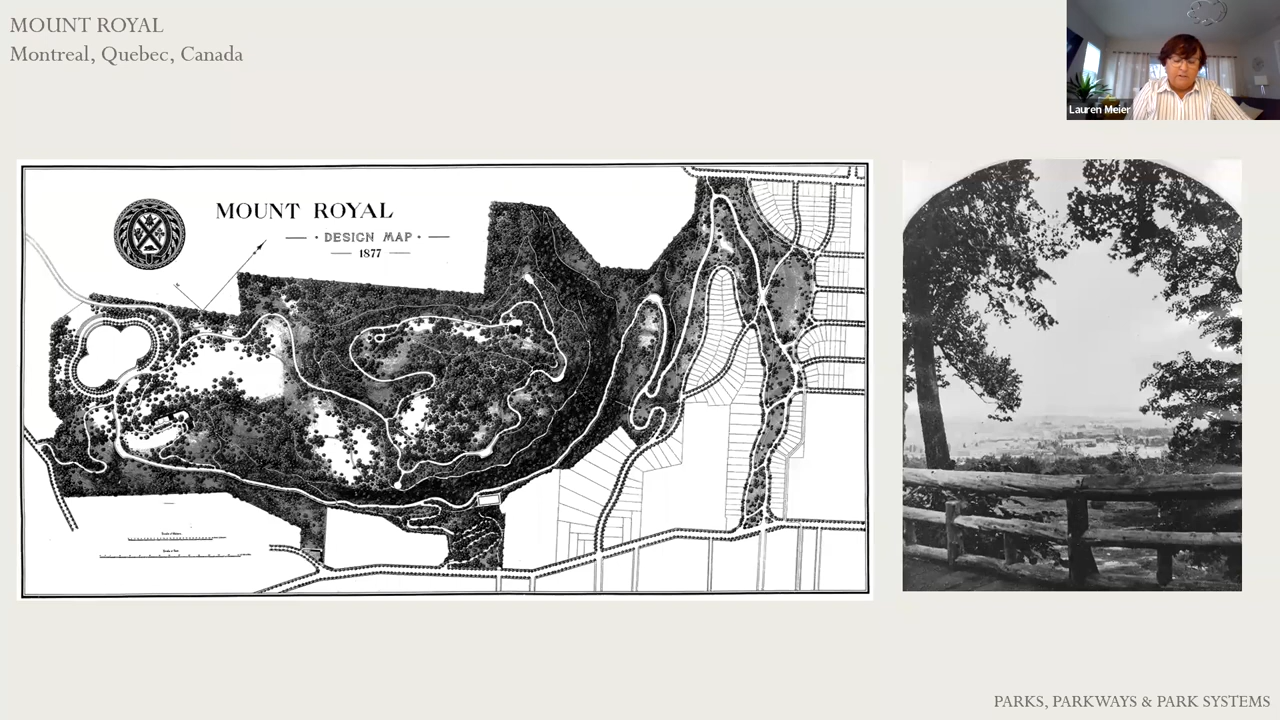 MOUNT ROYAL
Montreal, Quebec, Canada
Lauren Meier
MOUNT ROYAL
DESIGN MAP
1877
PARKS, PARKWAYS & PARK SYSTEMS